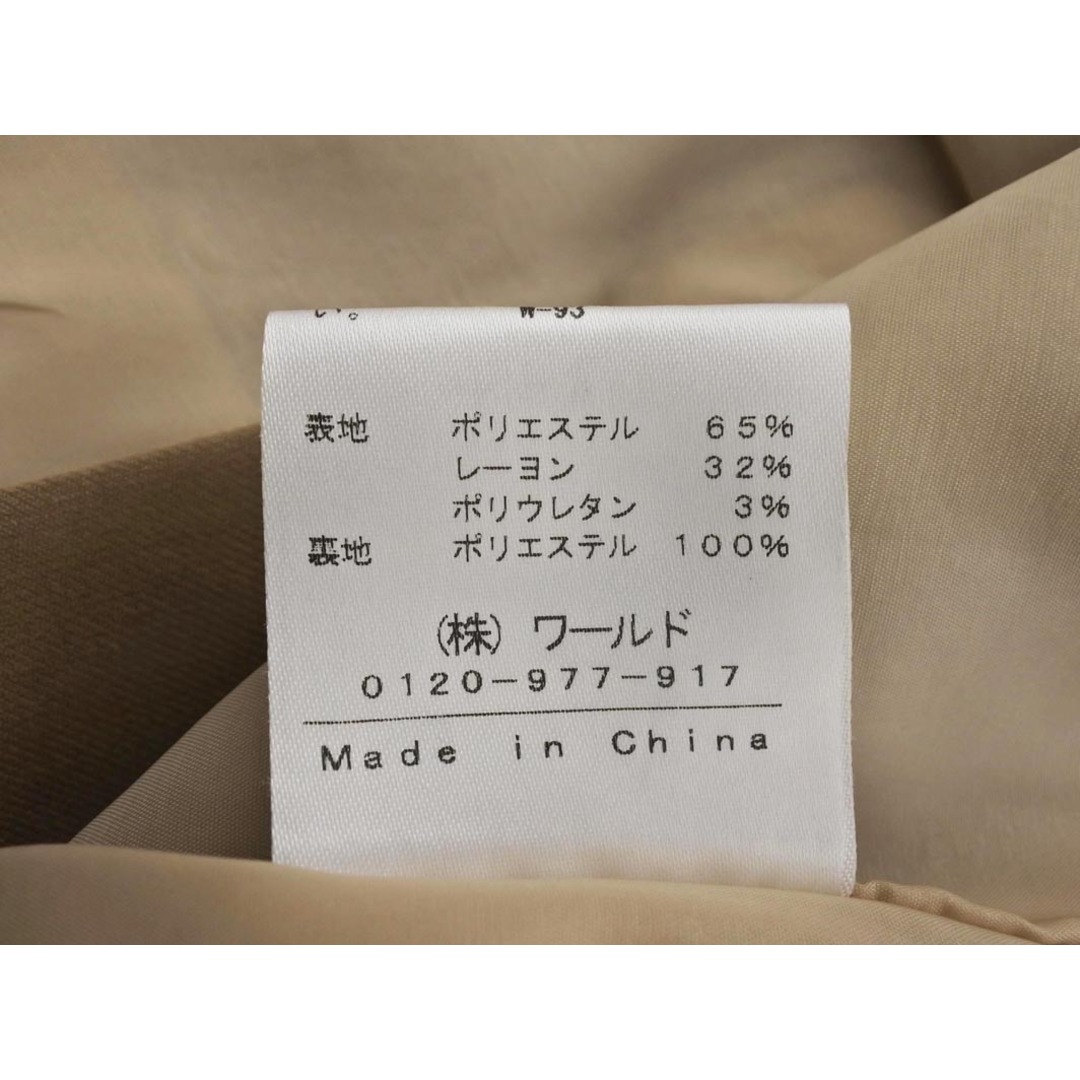 い。 W-93
表地 ポリエステル 65%
レーヨン 32%
ポリウレタン 3%
裏地 ポリエステル 100%
(株) ワールド
0120-977-917
Made in China